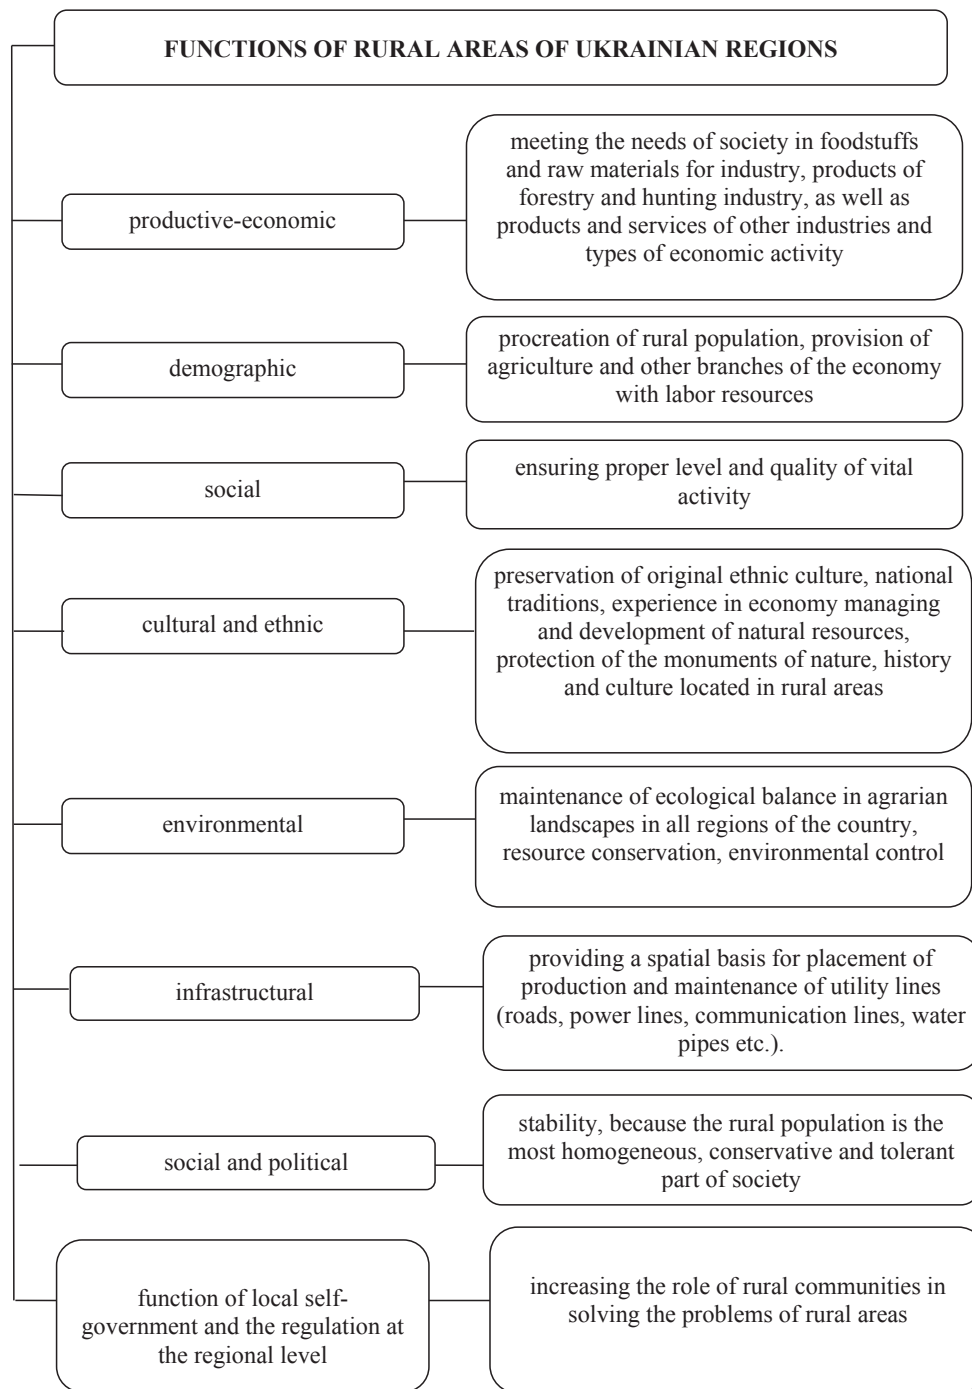 FUNCTIONS OF RURAL AREAS OF UKRAINIAN REGIONS
productive-economic
meeting the needs of society in foodstuffs
and raw materials for industry, products of
forestry and hunting industry, as well as
products and services of other industries and
types of economic activity
demographic
procreation of rural population, provision of
agriculture and other branches of the economy
with labor resources
social
ensuring proper level and quality of vital
activity
cultural and ethnic
preservation of original ethnic culture, national
traditions, experience in economy managing
and development of natural resources,
protection of the monuments of nature, history
and culture located in rural areas
environmental
maintenance of ecological balance in agrarian
landscapes in all regions of the country,
resource conservation, environmental control
infrastructural
providing a spatial basis for placement of
production and maintenance of utility lines
(roads, power lines, communication lines, water
pipes etc.).
social and political
stability, because the rural population is the
most homogeneous, conservative and tolerant
part of society
function of local self-
government and the regulation at
the regional level
increasing the role of rural communities in
solving the problems of rural areas